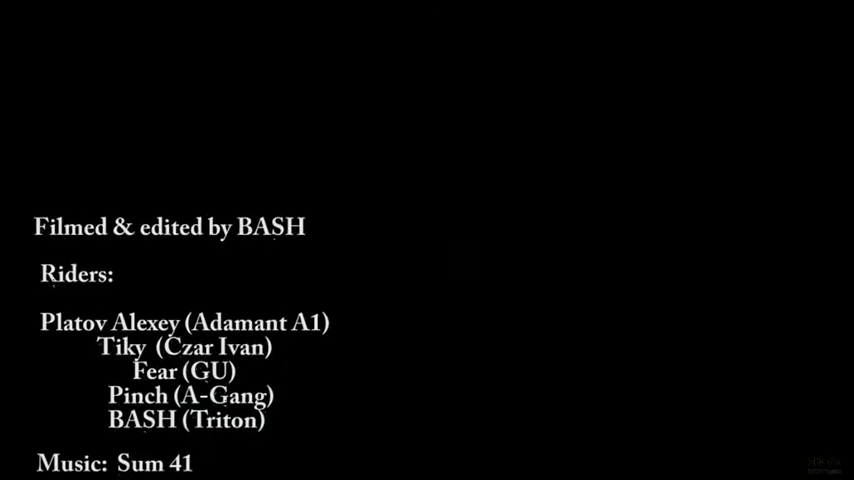 Filmed & edited by BASH
Riders:
Platov Alexey (Adamant A1)
Tiky (Czar Ivan)
Fear (GU)
Pinch (A-Gang)
BASH (Triton)
Music: Sum 41